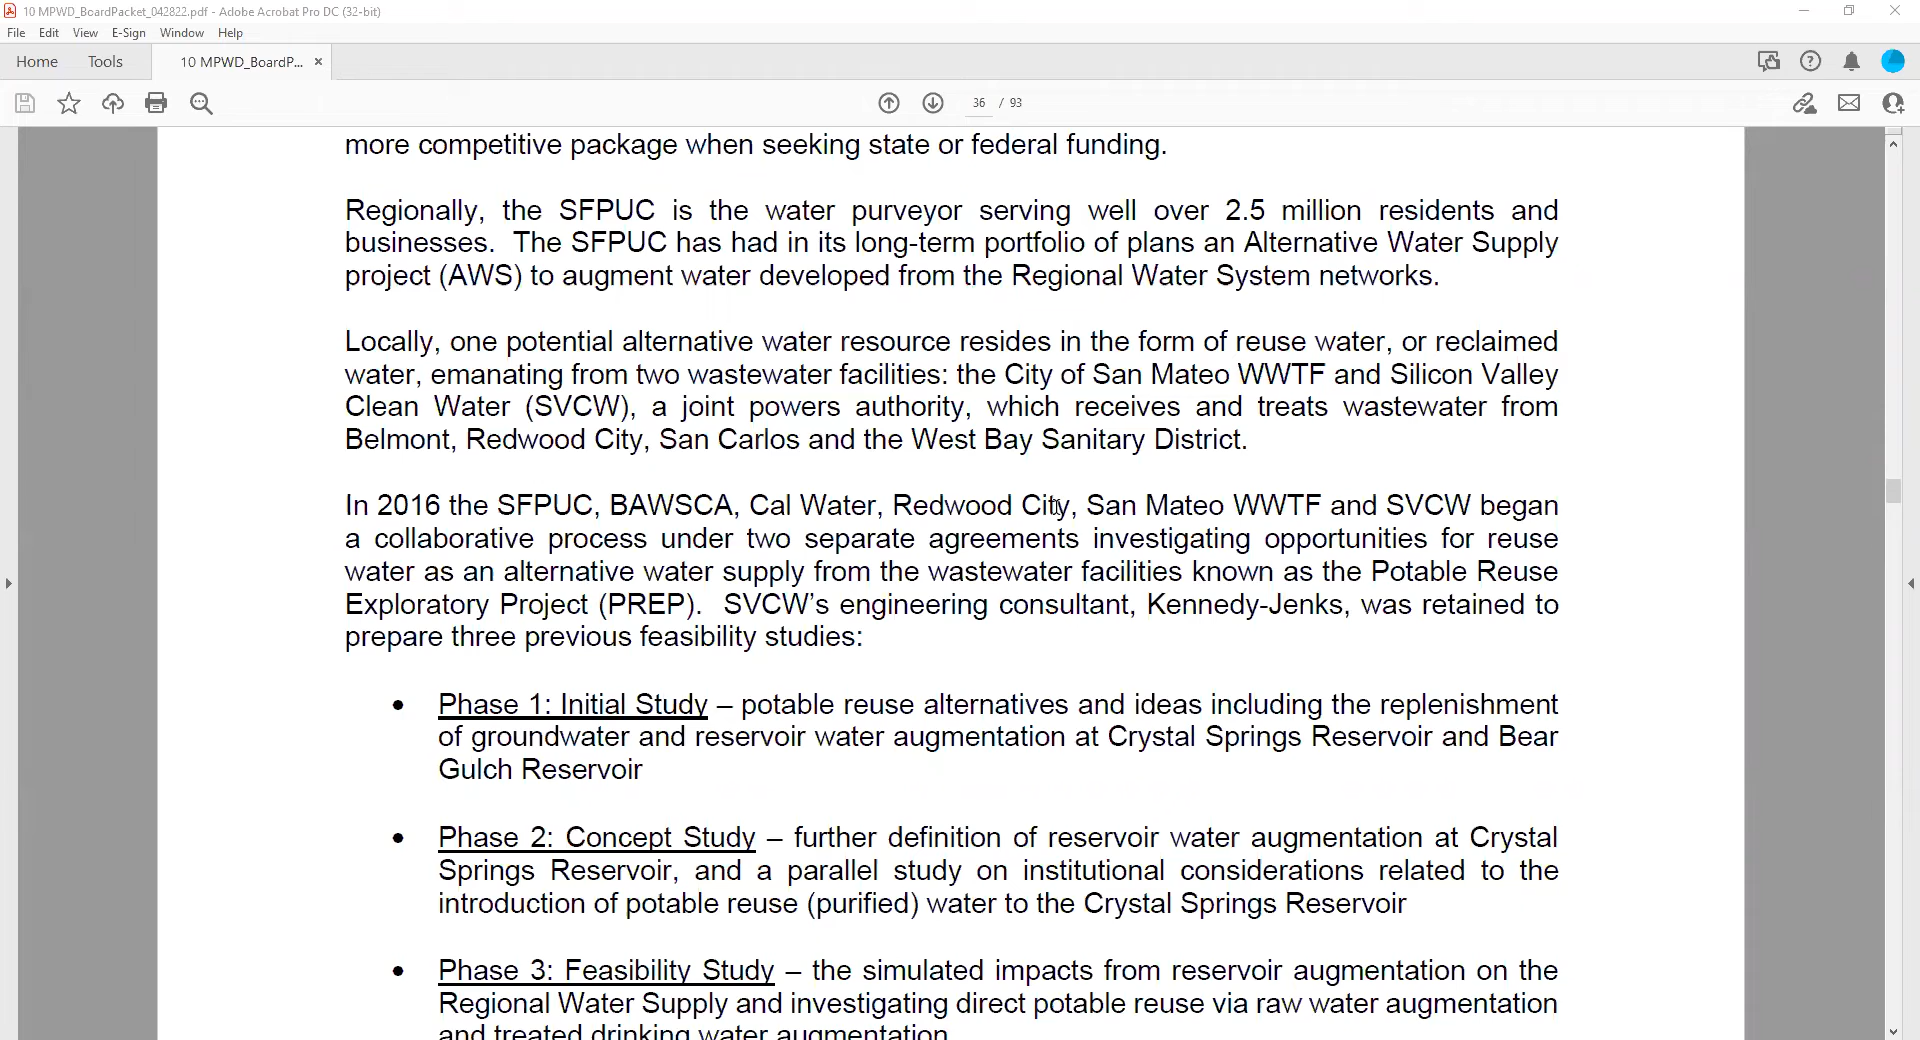 10 MPWD_BoardPacket_042822.pdf - Adobe Acrobat Pro DC (32-bit)
File Edit View E-Sign Window Help
Home Tools 10 MPWD_BoardP... ×
36 / 93
more competitive package when seeking state or federal funding.
Regionally, the SFPUC is the water purveyor serving well over 2.5 million residents and
businesses. The SFPUC has had in its long-term portfolio of plans an Alternative Water Supply
project (AWS) to augment water developed from the Regional Water System networks.
Locally, one potential alternative water resource resides in the form of reuse water, or reclaimed
water, emanating from two wastewater facilities: the City of San Mateo WWTF and Silicon Valley
Clean Water (SVCW), a joint powers authority, which receives and treats wastewater from
Belmont, Redwood City, San Carlos and the West Bay Sanitary District.
In 2016 the SFPUC, BAWSCA, Cal Water, Redwood City, San Mateo WWTF and SVCW began
a collaborative process under two separate agreements investigating opportunities for reuse
water as an alternative water supply from the wastewater facilities known as the Potable Reuse
Exploratory Project (PREP). SVCW’s engineering consultant, Kennedy-Jenks, was retained to
prepare three previous feasibility studies:
• Phase 1: Initial Study – potable reuse alternatives and ideas including the replenishment
of groundwater and reservoir water augmentation at Crystal Springs Reservoir and Bear
Gulch Reservoir
• Phase 2: Concept Study – further definition of reservoir water augmentation at Crystal
Springs Reservoir, and a parallel study on institutional considerations related to the
introduction of potable reuse (purified) water to the Crystal Springs Reservoir
• Phase 3: Feasibility Study – the simulated impacts from reservoir augmentation on the
Regional Water Supply and investigating direct potable reuse via raw water augmentation
and treated drinking water augmentation